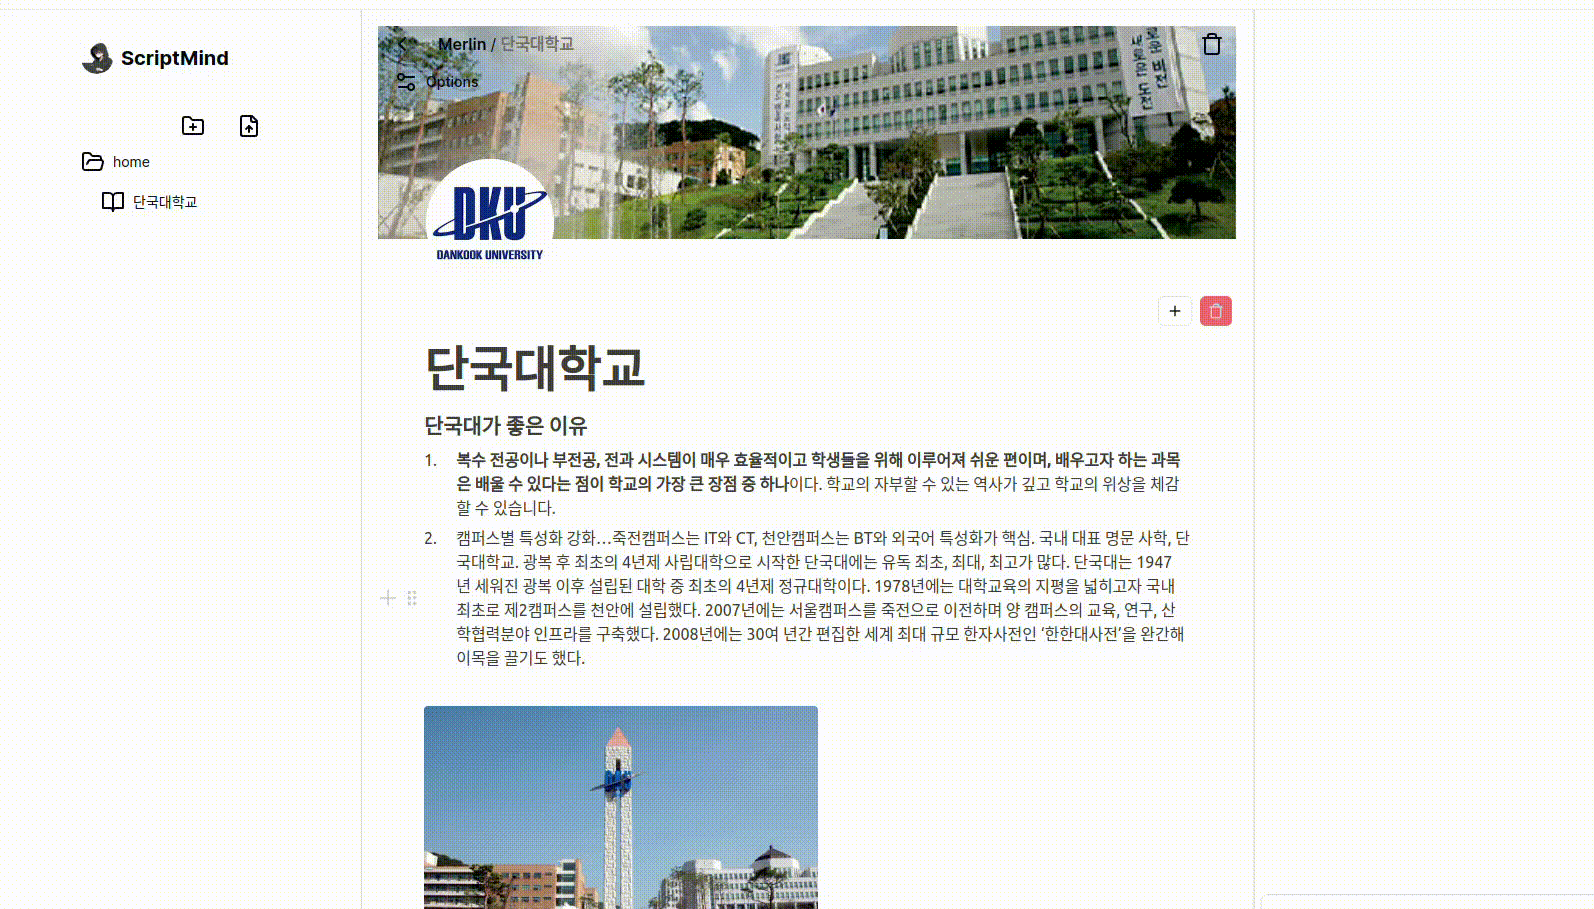 ScriptMind
home
단국대학교
Merlin / 단국대학교
Options
로운 비전
새로운 도전
DKU
DANKOOK UNIVERSITY
단국대학교
단국대가 좋은 이유
1. 복수 전공이나 부전공, 전과 시스템이 매우 효율적이고 학생들을 위해 이루어져 쉬운 편이며, 배우고자 하는 과목
은 배울 수 있다는 점이 학교의 가장 큰 장점 중 하나이다. 학교의 자부할 수 있는 역사가 깊고 학교의 위상을 체감
할 수 있습니다.
2. 캠퍼스별 특성화 강화…죽전캠퍼스는 IT와 CT, 천안캠퍼스는 BT와 외국어 특성화가 핵심. 국내 대표 명문 사학, 단
국대학교. 광복 후 최초의 4년제 사립대학으로 시작한 단국대에는 유독 최초, 최대, 최고가 많다. 단국대는 1947
년 세워진 광복 이후 설립된 대학 중 최초의 4년제 정규대학이다. 1978년에는 대학교육의 지평을 넓히고자 국내
최초로 제2캠퍼스를 천안에 설립했다. 2007년에는 서울캠퍼스를 죽전으로 이전하며 양 캠퍼스의 교육, 연구, 산
학협력분야 인프라를 구축했다. 2008년에는 30여 년간 편집한 세계 최대 규모 한자사전인 ‘한한대사전’을 완간해
이목을 끌기도 했다.